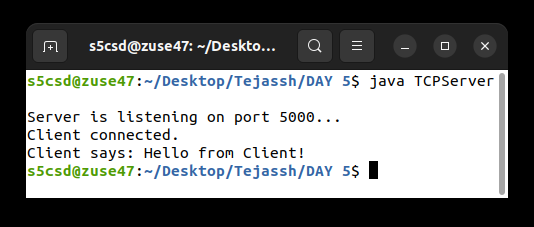 s5csd@zuse47: ~/Deskto...
s5csd@zuse47:~/Desktop/Tejassh/DAY 5$ java TCPServer
Server is listening on port 5000...
Client connected.
Client says: Hello from Client!
s5csd@zuse47:~/Desktop/Tejassh/DAY 5$